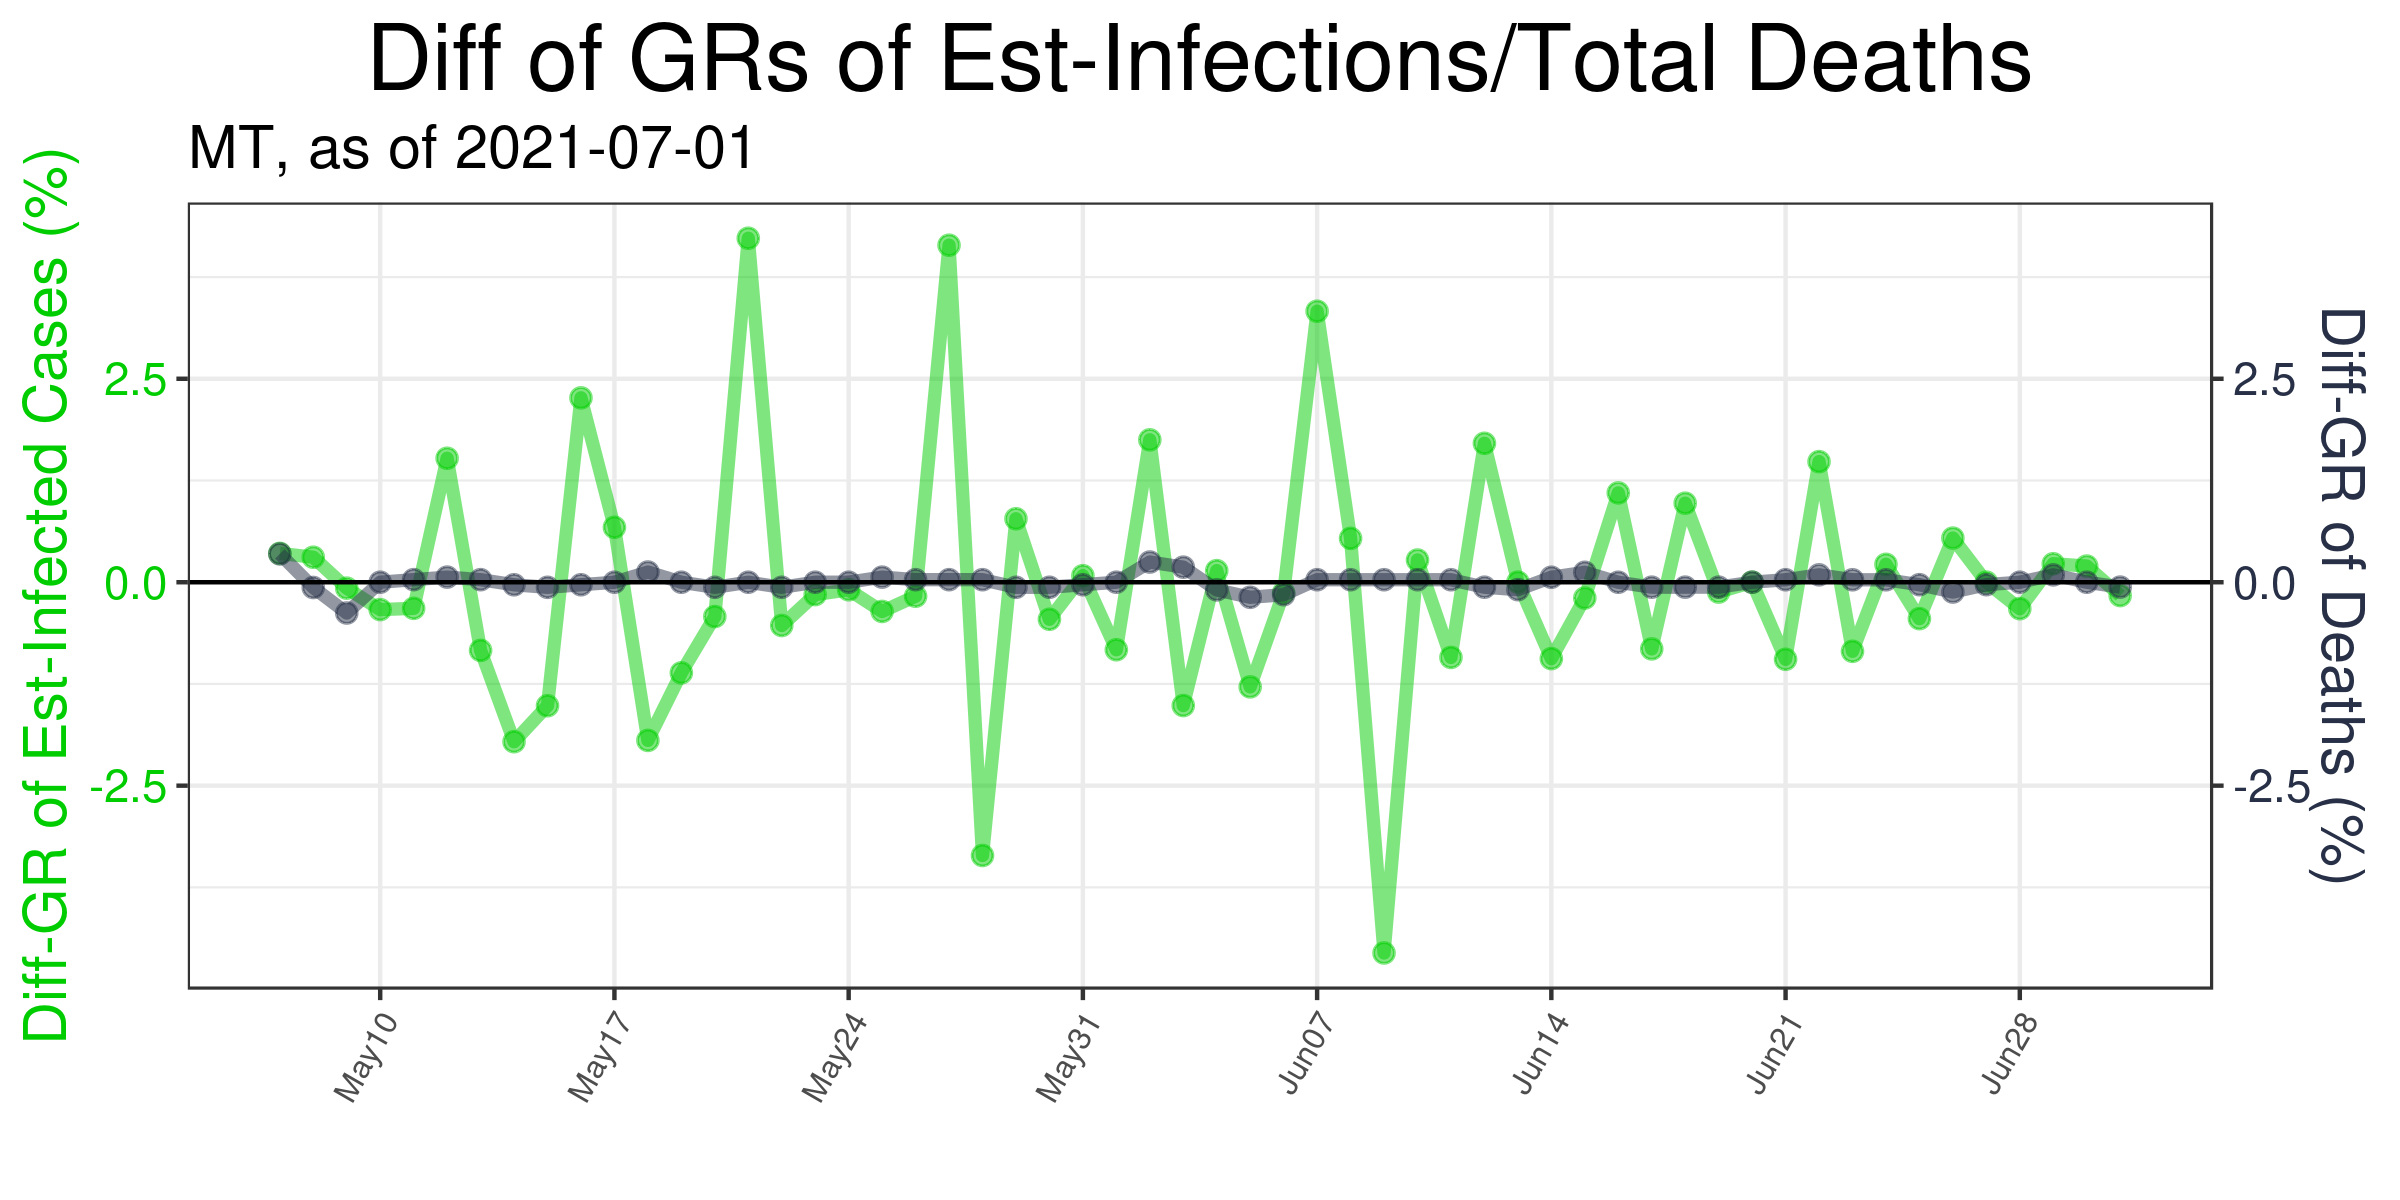 Diff of GRs of Est-Infections/Total Deaths
MT, as of 2021-07-01
Diff-GR of Est-Infected Cases (%)
2.5
0.0
-2.5
2.5
0.0
-2.5
Diff-GR of Deaths (%)
May10
May17
May24
May31
Jun07
Jun14
Jun21
Jun28